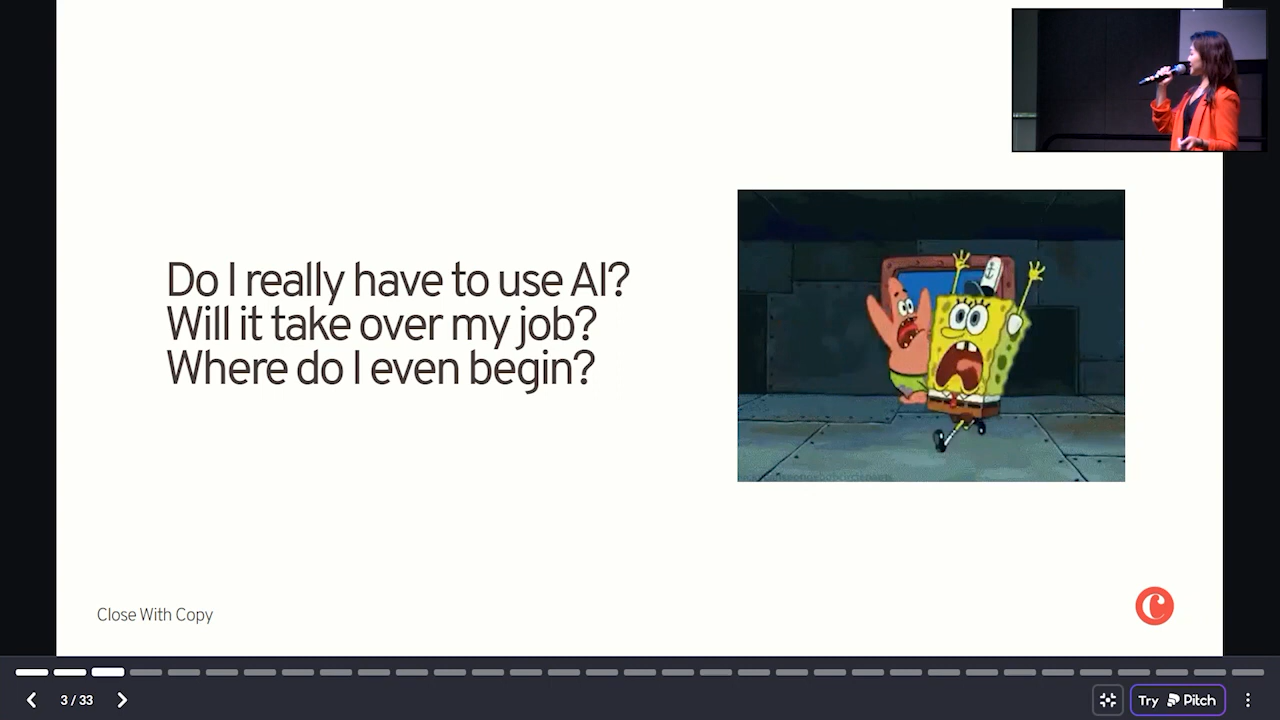 Do I really have to use AI?
Will it take over my job?
Where do I even begin?
Close With Copy
C
3 / 33
Try Pitch